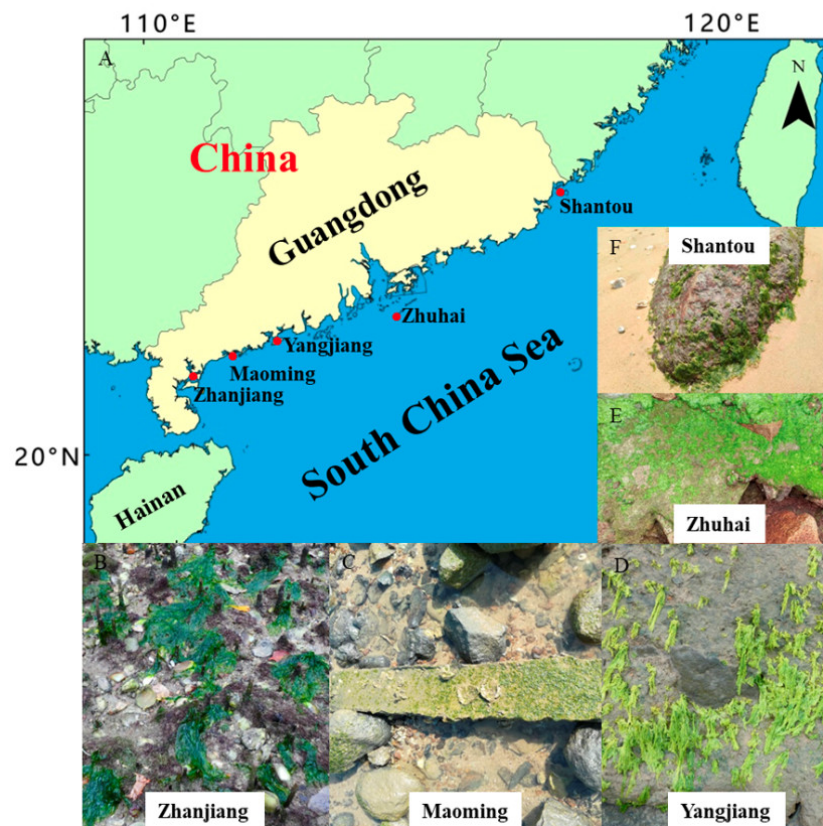 110°E
120°E
A
N
China
Guangdong
Shantou
F
Shantou
Zhuhai
Yangjiang
Maoming
Zhanjiang
South China Sea
E
20°N
Hainan
Zhuhai
B
C
D
Zhanjiang
Maoming
Yangjiang